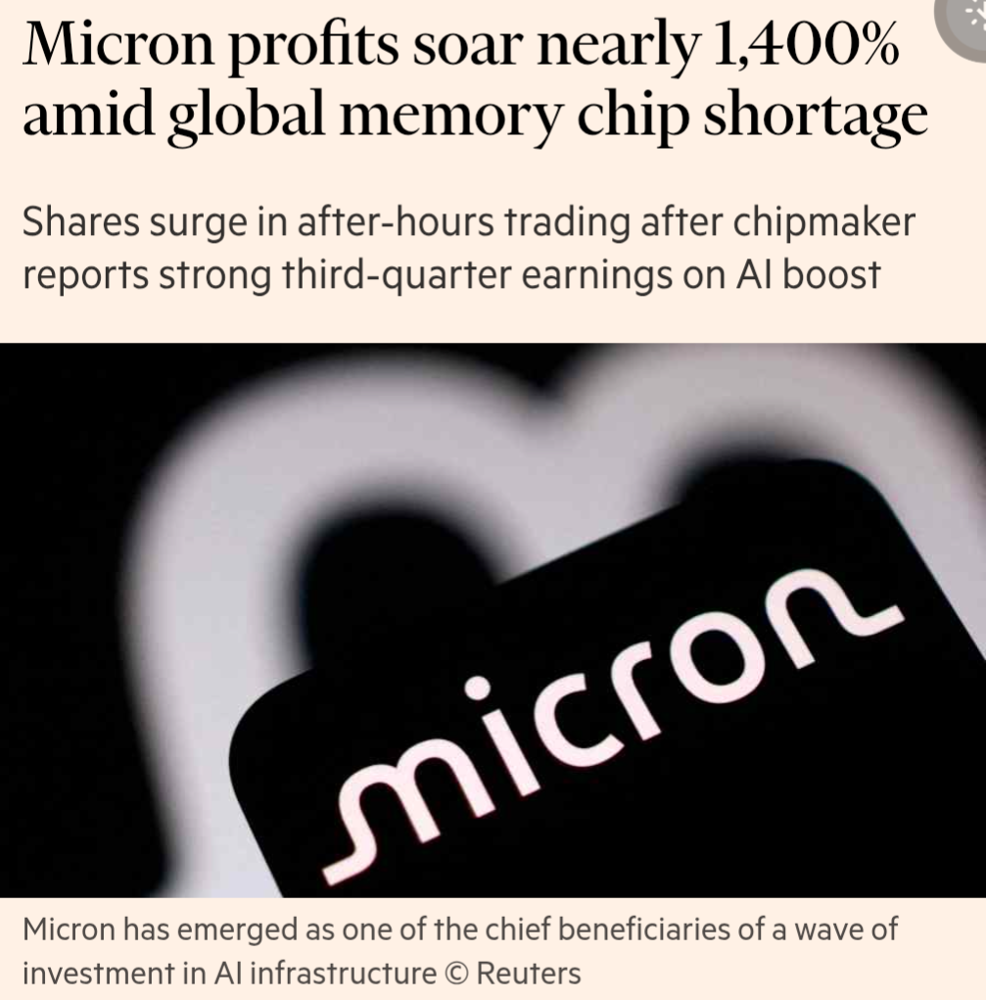 Micron profits soar nearly 1,400%
amid global memory chip shortage
Shares surge in after-hours trading after chipmaker
reports strong third-quarter earnings on AI boost
micron
Micron has emerged as one of the chief beneficiaries of a wave of
investment in AI infrastructure © Reuters